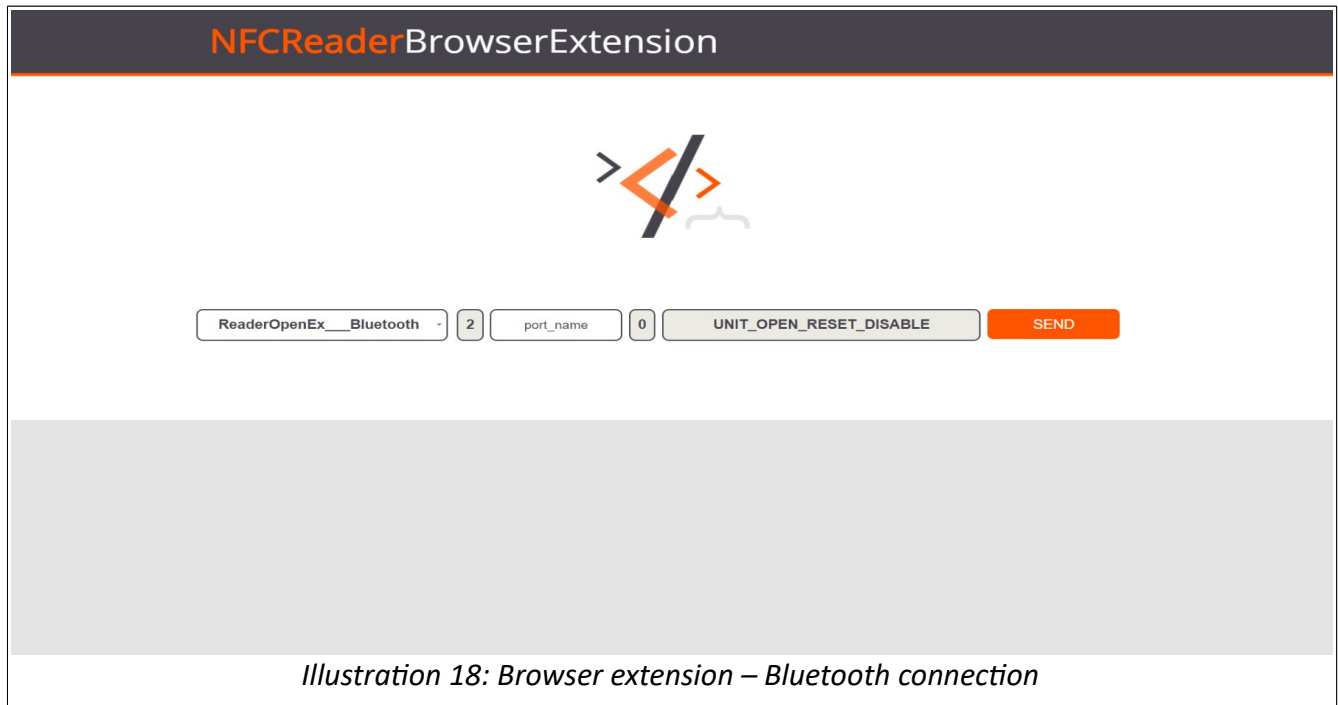 NFCReaderBrowserExtension
ReaderOpenEx___Bluetooth 2 port_name 0 UNIT_OPEN_RESET_DISABLE SEND
Illustration 18: Browser extension – Bluetooth connection